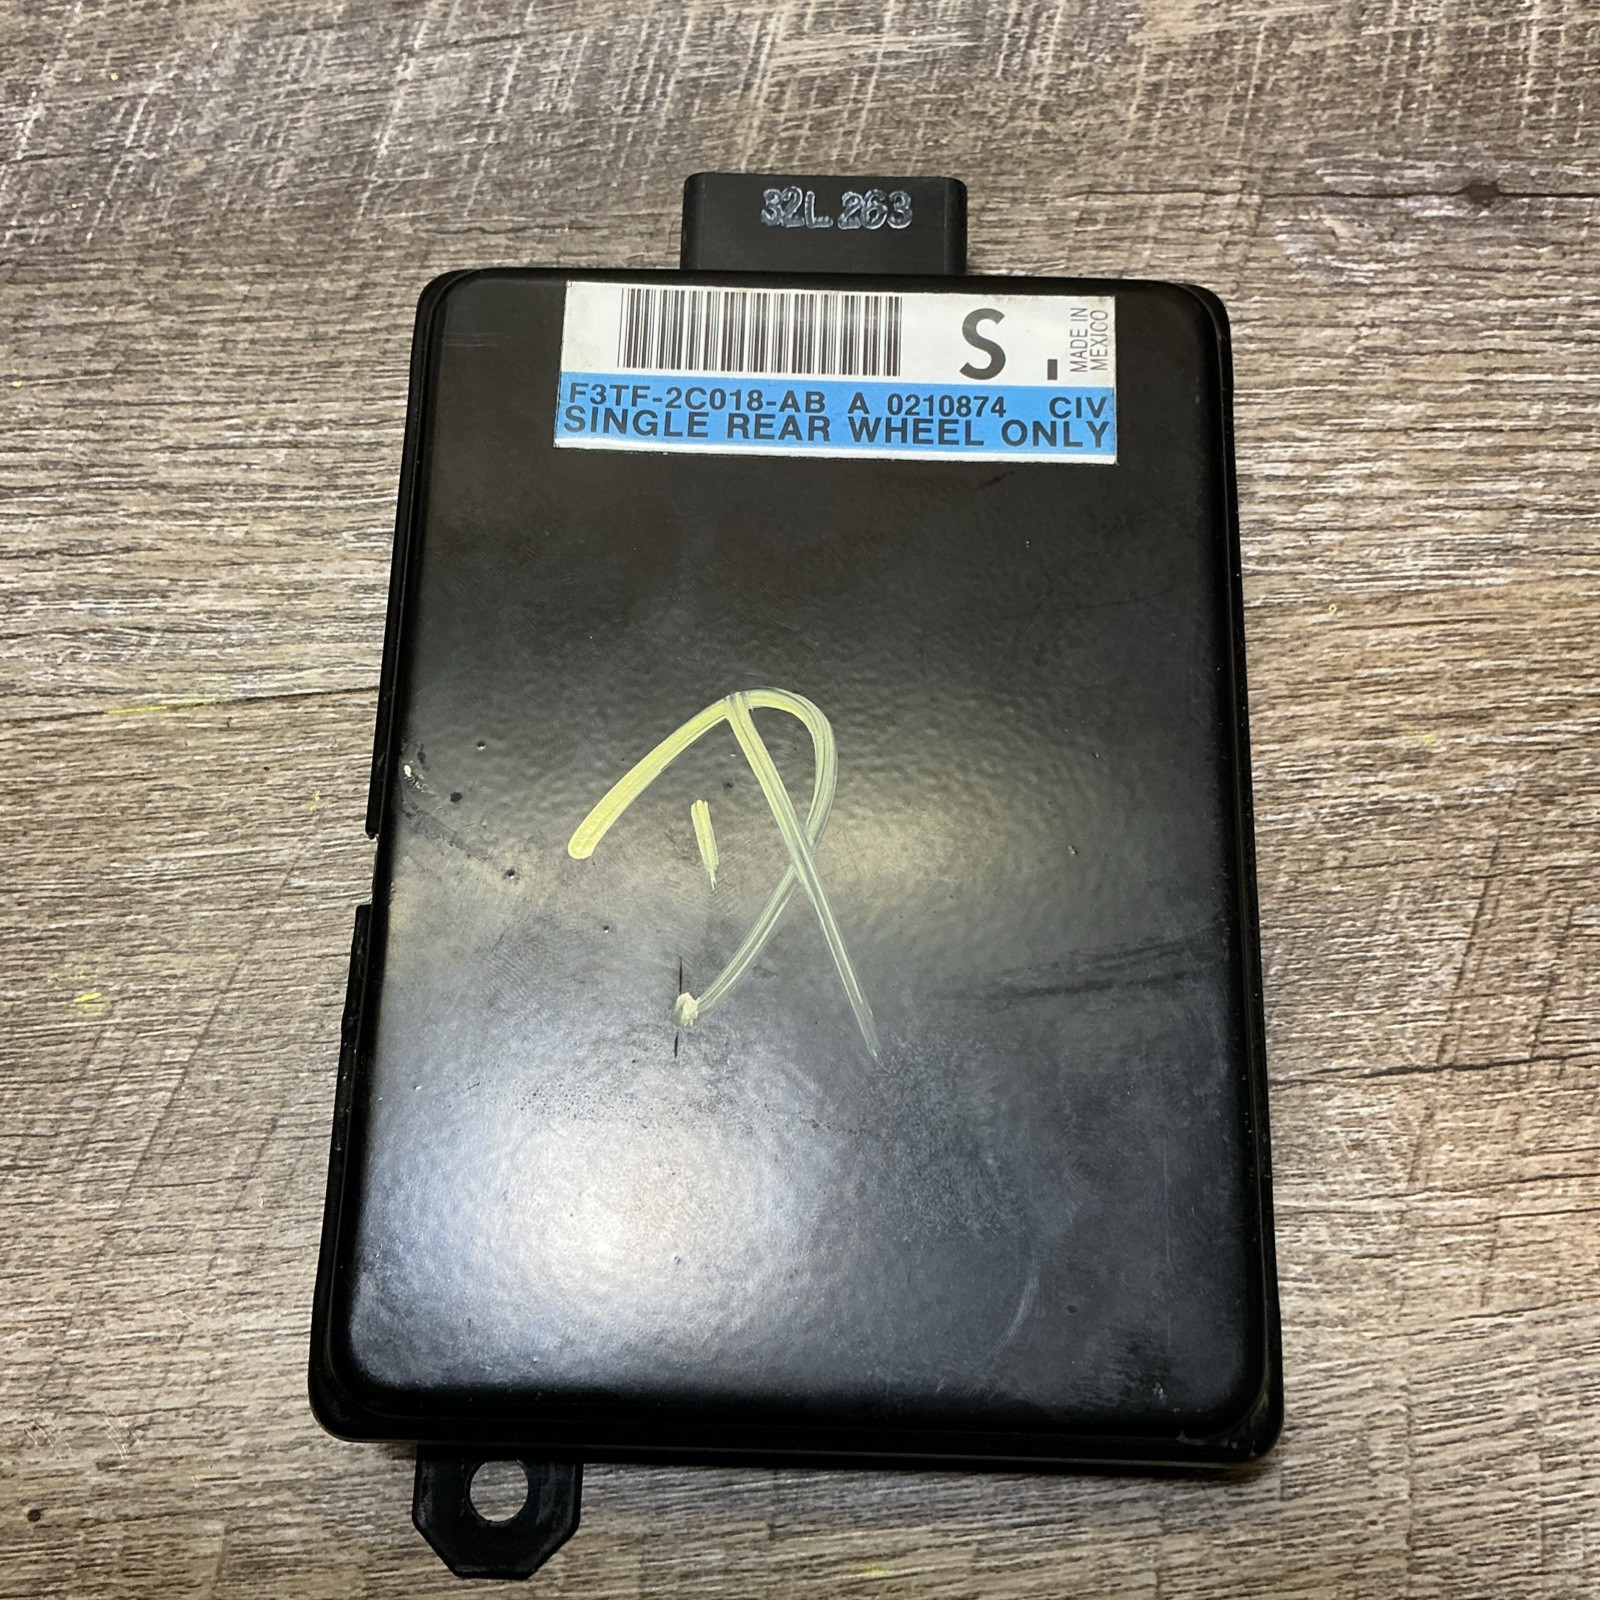 32L 263
S.
MADE IN
MEXICO
F3TF-2C018-AB A 0210874 CIV
SINGLE REAR WHEEL ONLY